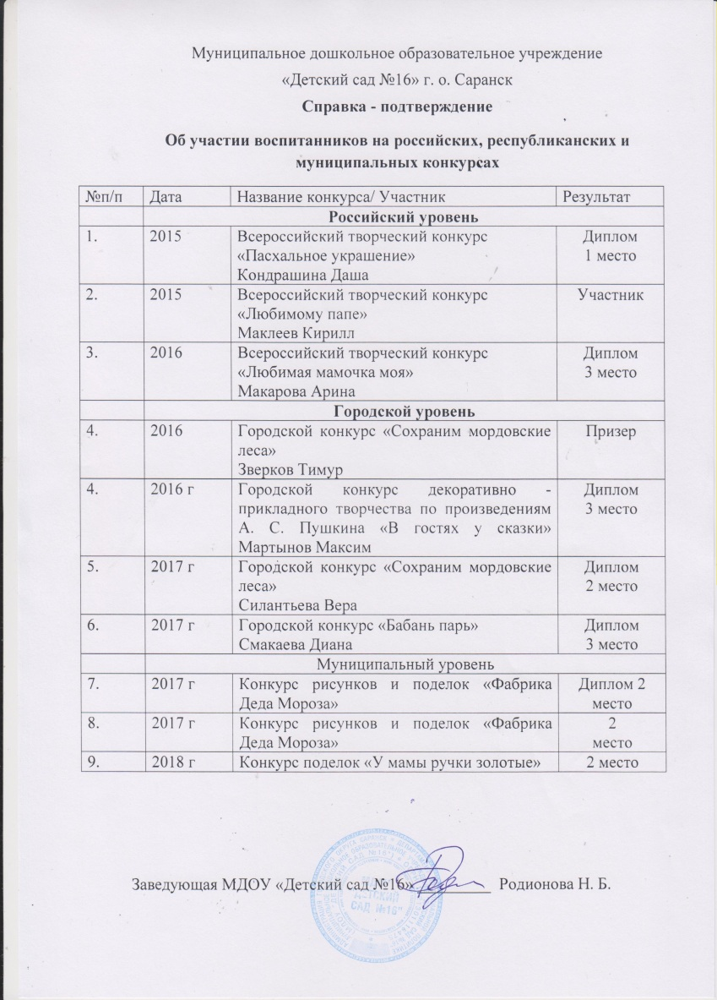 Муниципальное дошкольное образовательное учреждение
«Детский сад №16» г. о. Саранск
Справка - подтверждение
Об участии воспитанников на российских, республиканских и
муниципальных конкурсах
№п/п Дата Название конкурса/ Участник Результат
Российский уровень
1. 2015 Всероссийский творческий конкурс Диплом
«Пасхальное украшение» 1 место
Кондрашина Даша
2. 2015 Всероссийский творческий конкурс Участник
«Любимому папе»
Маклеев Кирилл
3. 2016 Всероссийский творческий конкурс Диплом
«Любимая мамочка моя» 3 место
Макарова Арина
Городской уровень
4. 2016 Городской конкурс «Сохраним мордовские Призер
леса»
Зверков Тимур
4. 2016 г Городской конкурс декоративно - Диплом
прикладного творчества по произведениям 3 место
А. С. Пушкина «В гостях у сказки»
Мартынов Максим
5. 2017 г Городской конкурс «Сохраним мордовские Диплом
леса» 2 место
Силантьева Вера
6. 2017 г Городской конкурс «Бабань парь» Диплом
Смакаева Диана 3 место
Муниципальный уровень
7. 2017 г Конкурс рисунков и поделок «Фабрика Диплом 2
Деда Мороза» место
8. 2017 г Конкурс рисунков и поделок «Фабрика 2
Деда Мороза» место
9. 2018 г Конкурс поделок «У мамы ручки золотые» 2 место
Заведующая МДОУ «Детский сад №16» Родионова Н. Б.
ДЕТСКИЙ
САД №16"